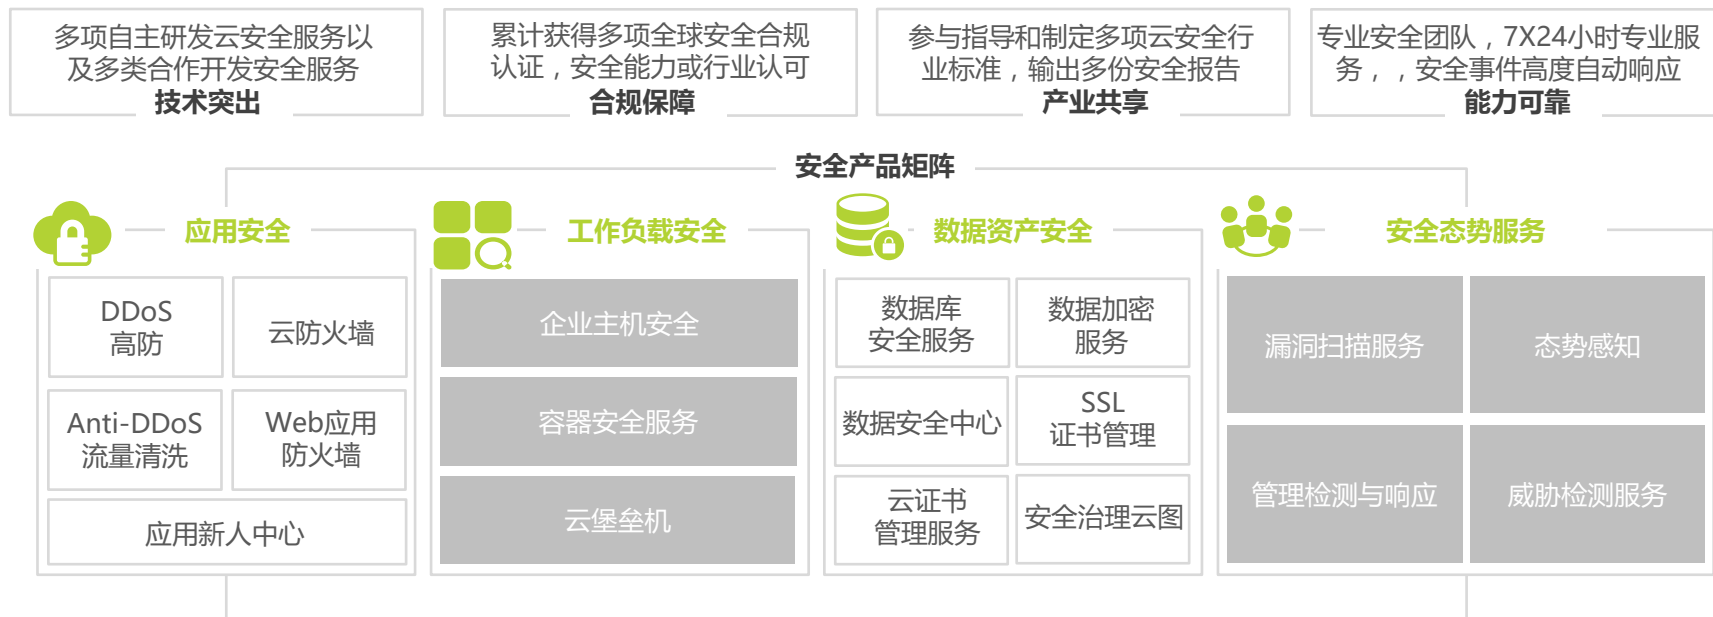 多项自主研发云安全服务以
及多类合作开发安全服务
技术突出
累计获得多项全球安全合规
认证，安全能力或行业认可
合规保障
参与指导和制定多项云安全行
业标准，输出多份安全报告
产业共享
专业安全团队，7X24小时专业服
务，，安全事件高度自动响应
能力可靠
安全产品矩阵
应用安全
DDoS
高防
云防火墙
Anti-DDoS
流量清洗
Web应用
防火墙
应用新人中心
工作负载安全
企业主机安全
容器安全服务
云堡垒机
数据资产安全
数据库
安全服务
数据加密
服务
数据安全中心
SSL
证书管理
云证书
管理服务
安全治理云图
安全态势服务
漏洞扫描服务
态势感知
管理检测与响应
威胁检测服务